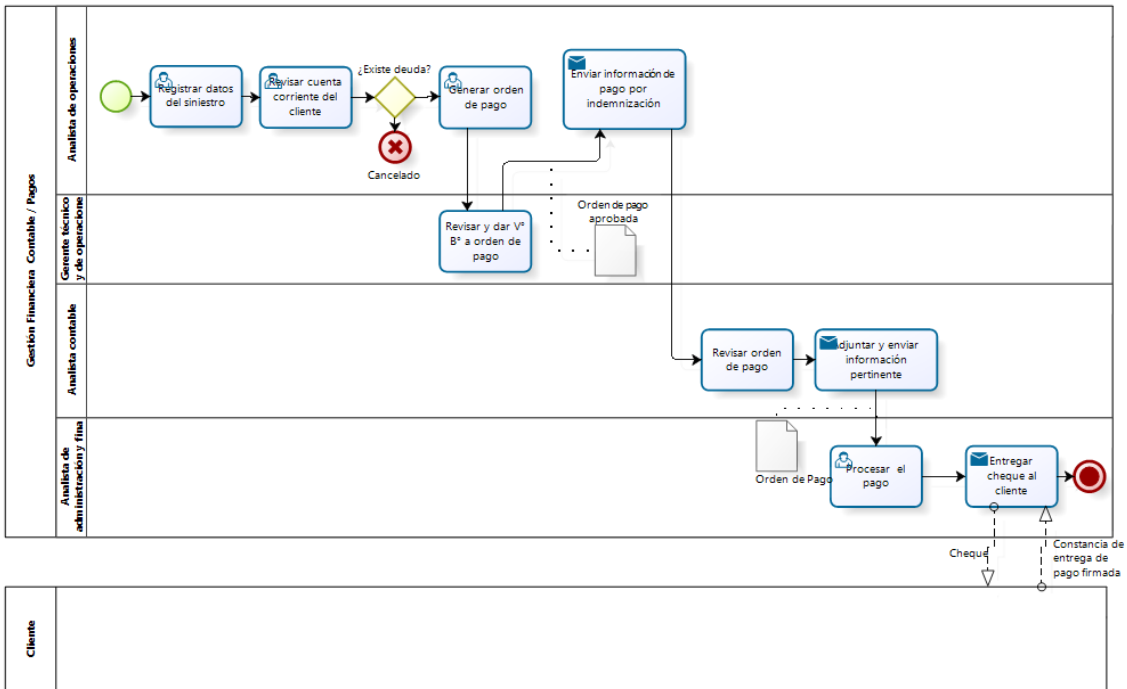 Gestión Financiera Contable / Pagos
Analista de operaciones
Registrar datos
del siniestro
Revisar cuenta
corriente del
cliente
¿Existe deuda?
Cancelado
Generar orden
de pago
Enviar información de
pago por
indemnización
Gerente técnico
y de operacione
Revisar y dar V°
B° a orden de
pago
Orden de pago
aprobada
Analista contable
Revisar orden
de pago
djuntar y enviar
información
pertinente
Analista de
administración y fina
Orden de Pago
Procesar el
pago
Entregar
cheque al
cliente
Cheque
Constancia de
entrega de
pago firmada
Cliente